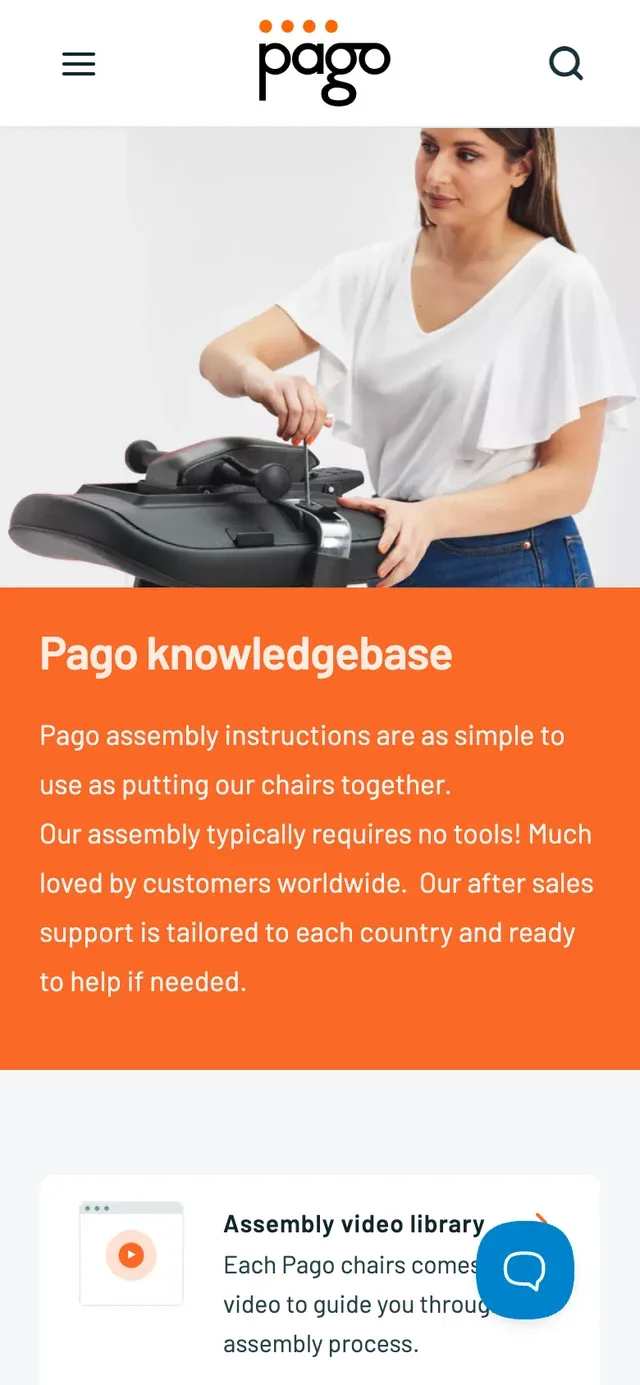 pago
Pago knowledgebase
Pago assembly instructions are as simple to
use as putting our chairs together.
Our assembly typically requires no tools! Much
loved by customers worldwide.  Our after sales
support is tailored to each country and ready
to help if needed.
Assembly video library
Each Pago chairs comes
video to guide you
assembly process.